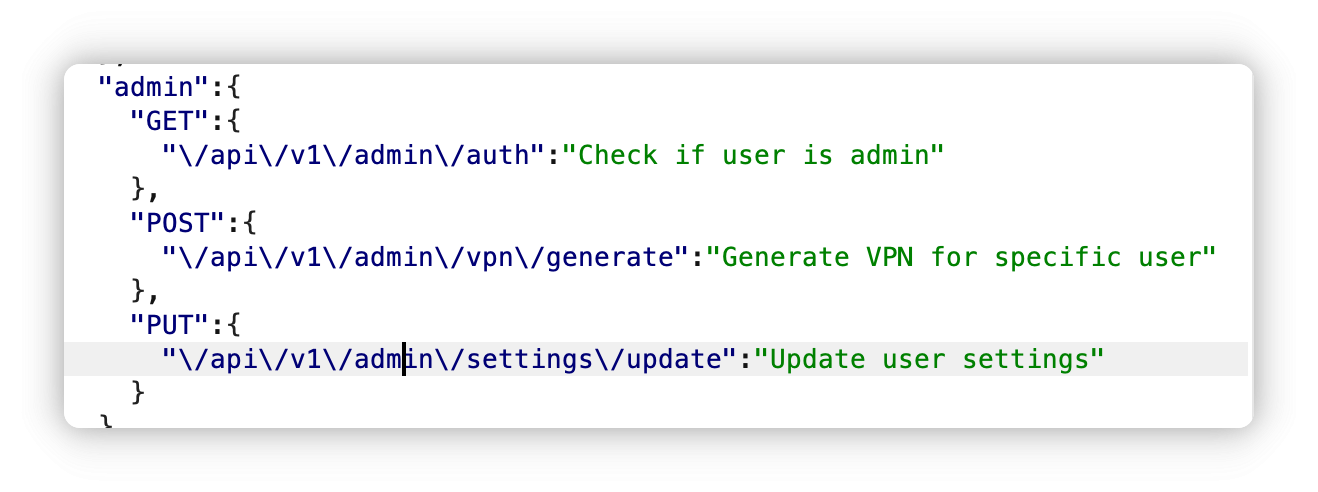 "admin":{
"GET":{
"\/api\/v1\/admin\/auth":"Check if user is admin"
},
"POST":{
"\/api\/v1\/admin\/vpn\/generate":"Generate VPN for specific user"
},
"PUT":{
"\/api\/v1\/admin\/settings\/update":"Update user settings"
}
}